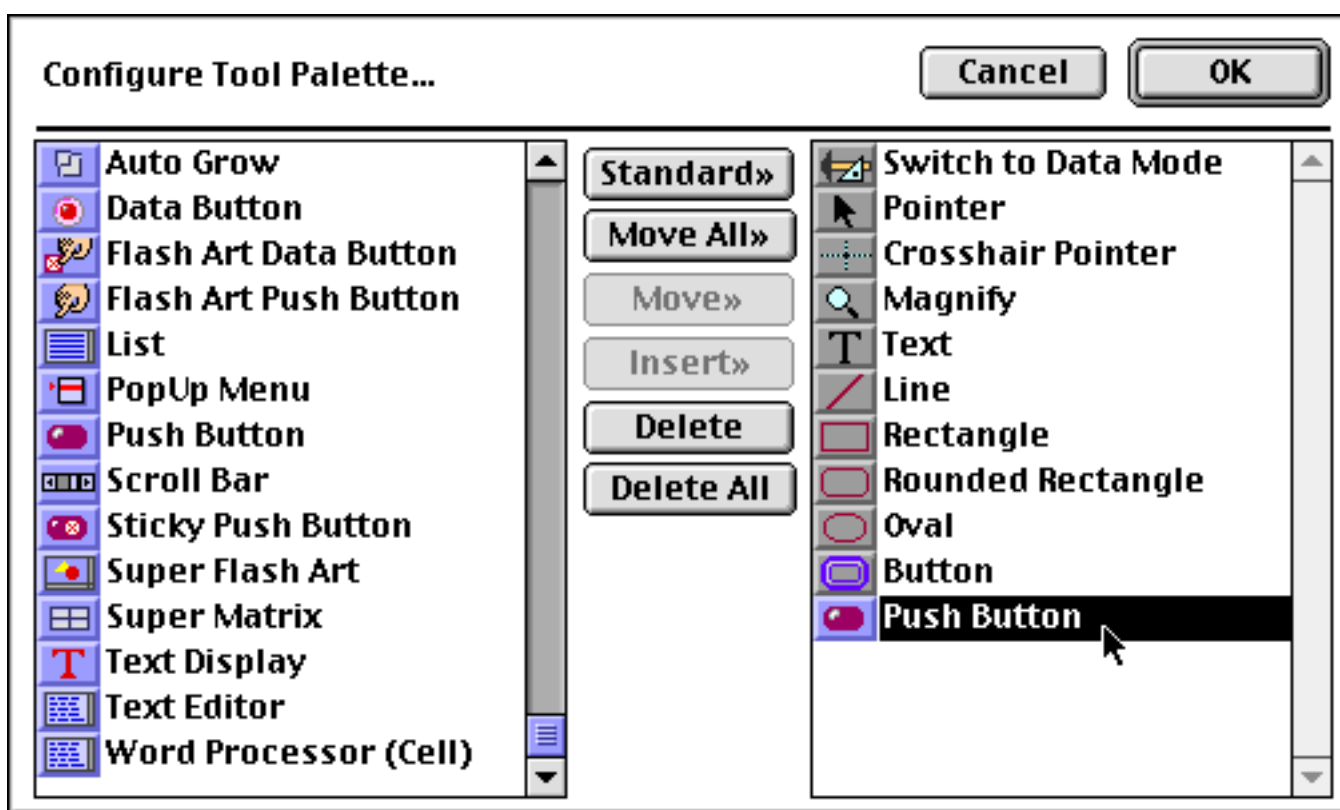 Configure Tool Palette...
Cancel
OK
Auto Grow
Data Button
Flash Art Data Button
Flash Art Push Button
List
PopUp Menu
Push Button
Scroll Bar
Sticky Push Button
Super Flash Art
Super Matrix
Text Display
Text Editor
Word Processor (Cell)
Standard»
Move All»
Move»
Insert»
Delete
Delete All
Switch to Data Mode
Pointer
Crosshair Pointer
Magnify
Text
Line
Rectangle
Rounded Rectangle
Oval
Button
Push Button